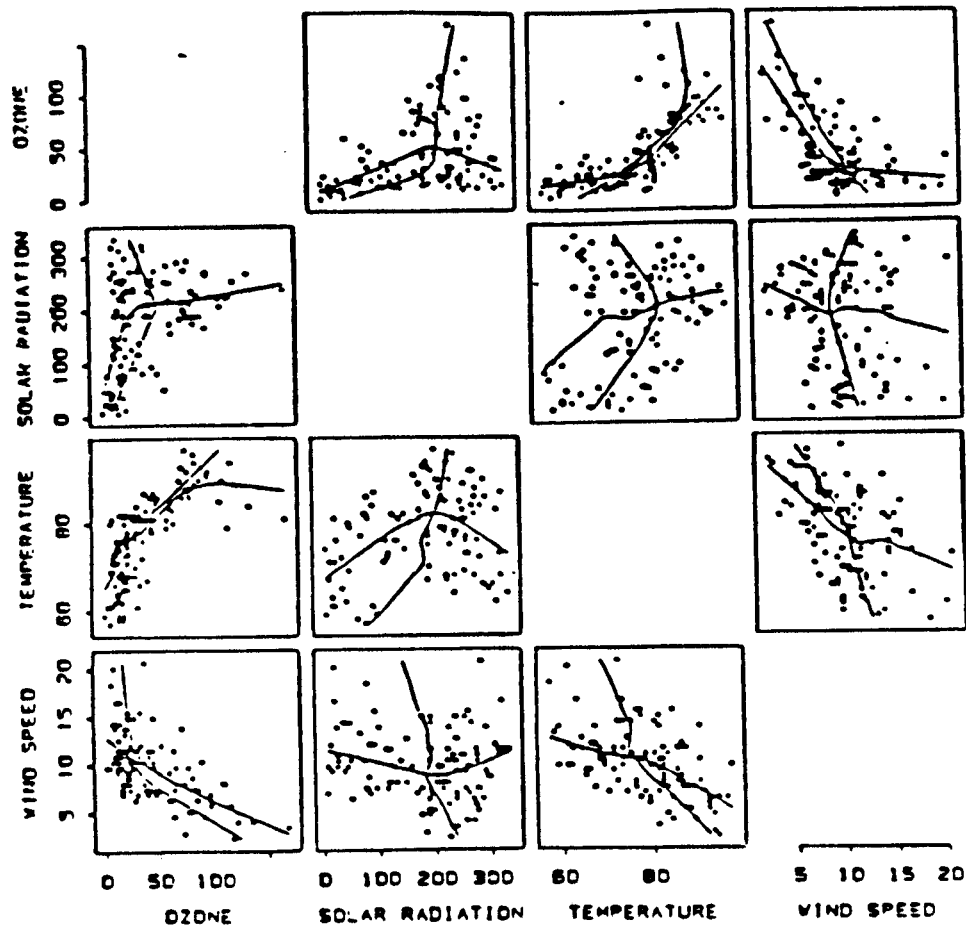 OZONE
0 50 100
SOLAR RADIATION
0 100 200 300
TEMPERATURE
60 80
WIND SPEED
5 10 15 20
0 50 100
0 100 200 300
60 80
5 10 15 20
OZONE
SOLAR RADIATION
TEMPERATURE
WIND SPEED